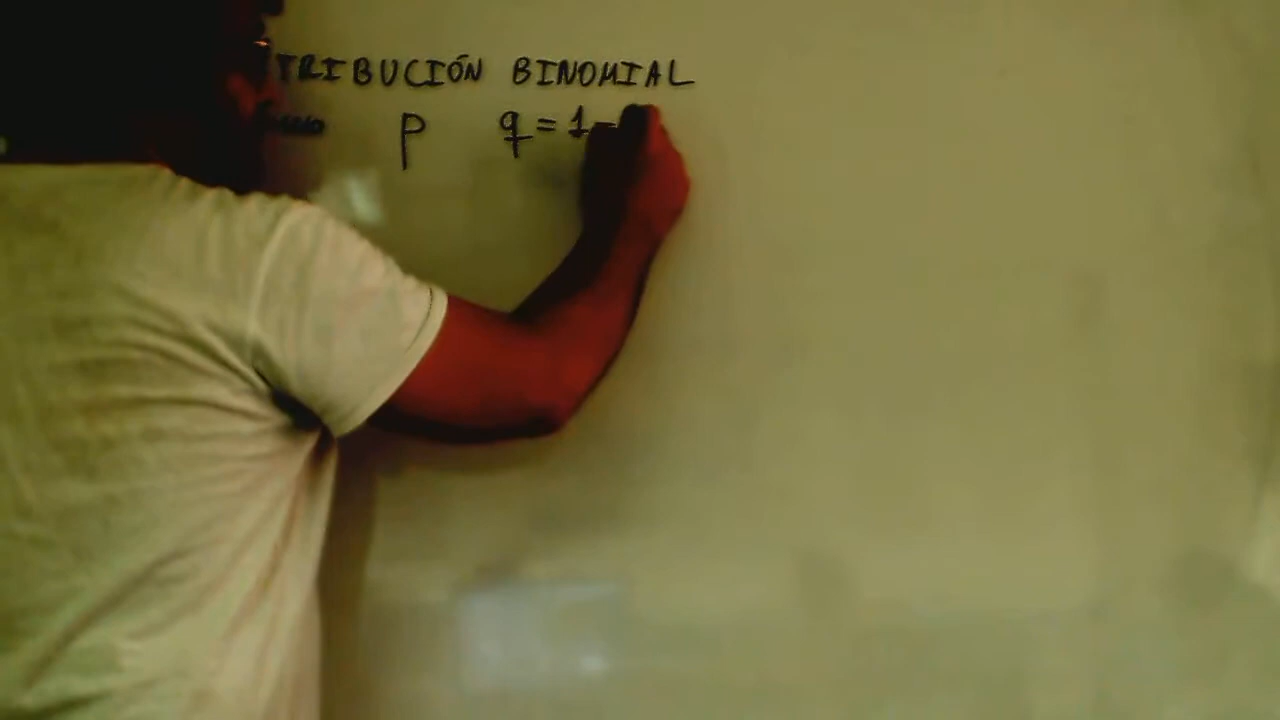 TRIBUCIÓN BINOMIAL
p q = 1 -